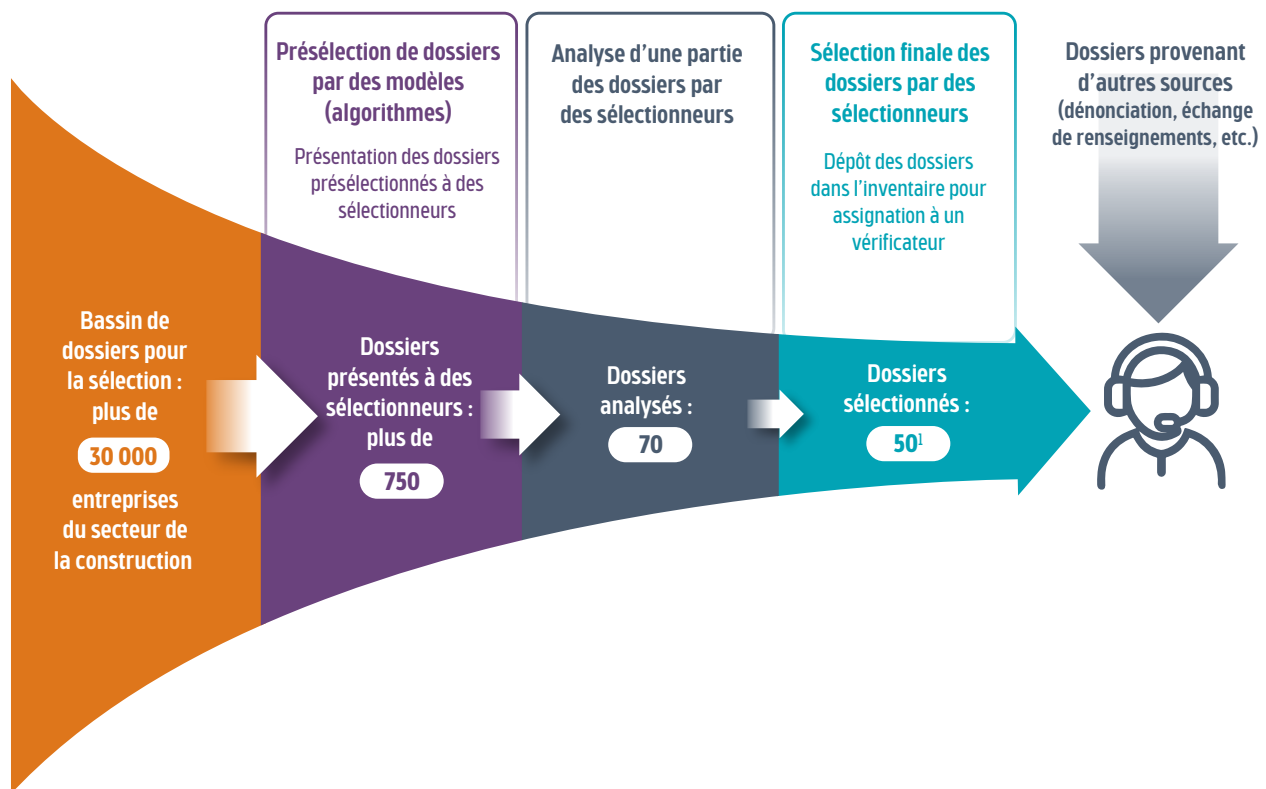 Présélection de dossiers
par des modèles
(algorithmes)
Présentation des dossiers
présélectionnés à des
sélectionneurs
Analyse d'une partie
des dossiers par
des sélectionneurs
Sélection finale des
dossiers par des
sélectionneurs
Dépôt des dossiers
dans l'inventaire pour
assignation à un
vérificateur
Dossiers provenant
d'autres sources
(dénonciation, échange
de renseignements, etc.)
Bassin de
dossiers pour
la sélection :
plus de
30 000
entreprises
du secteur de
la construction
Dossiers
présentés à des
sélectionneurs :
plus de
750
Dossiers
analysés :
70
Dossiers
sélectionnés :
50¹